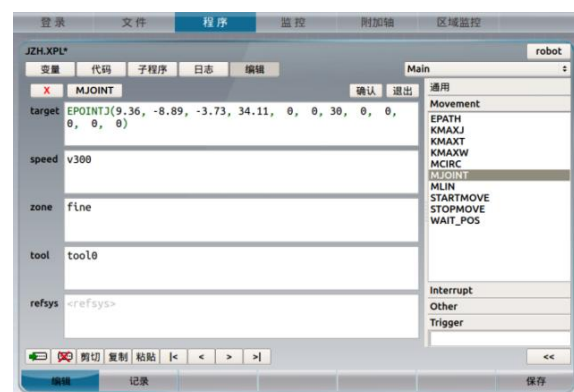 登录 文件 程序 监控 附加轴 区域监控
JZH.XPL* robot
变量 代码 子程序 日志 编辑 Main
X MJOINT 确认 退出 通用
Movement
target EPOINTJ(9.36, -8.89, -3.73, 34.11, 0, 0, 30, 0, 0,
0, 0, 0)
EPATH
KMAXJ
KMAXT
KMAXW
MCIRC
MJOINT
MLIN
STARTMOVE
STOPMOVE
WAIT_POS
speed v300
zone fine
tool tool0
refsys <refsys>
Interrupt
Other
Trigger
剪切 复制 粘贴 |< < > >| <<
编辑 记录 保存